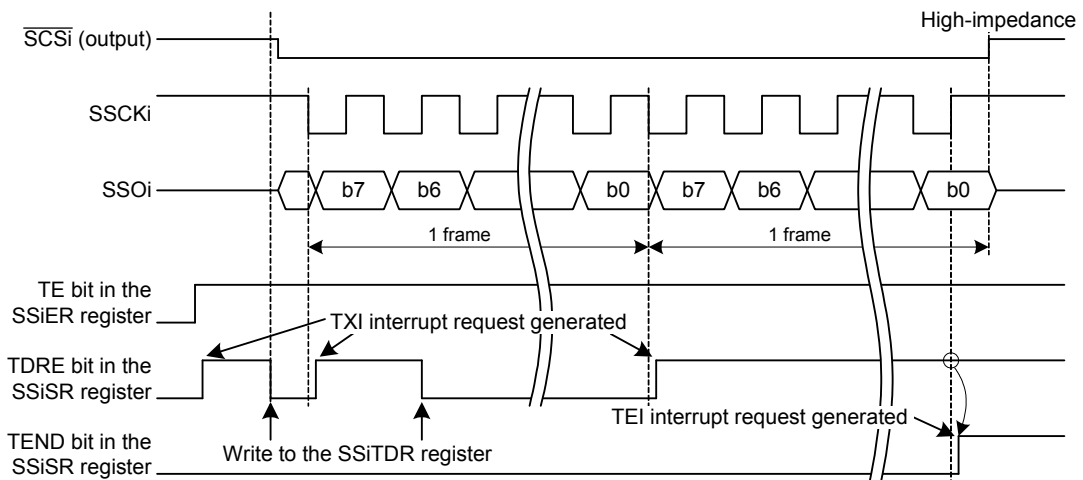 High-impedance
SCSi (output)
SSCKi
SSOi
b7 b6 b0 b7 b6 b0
1 frame 1 frame
TE bit in the
SSiER register
TXI interrupt request generated
TDRE bit in the
SSiSR register
TEI interrupt request generated
Write to the SSiTDR register
TEND bit in the
SSiSR register